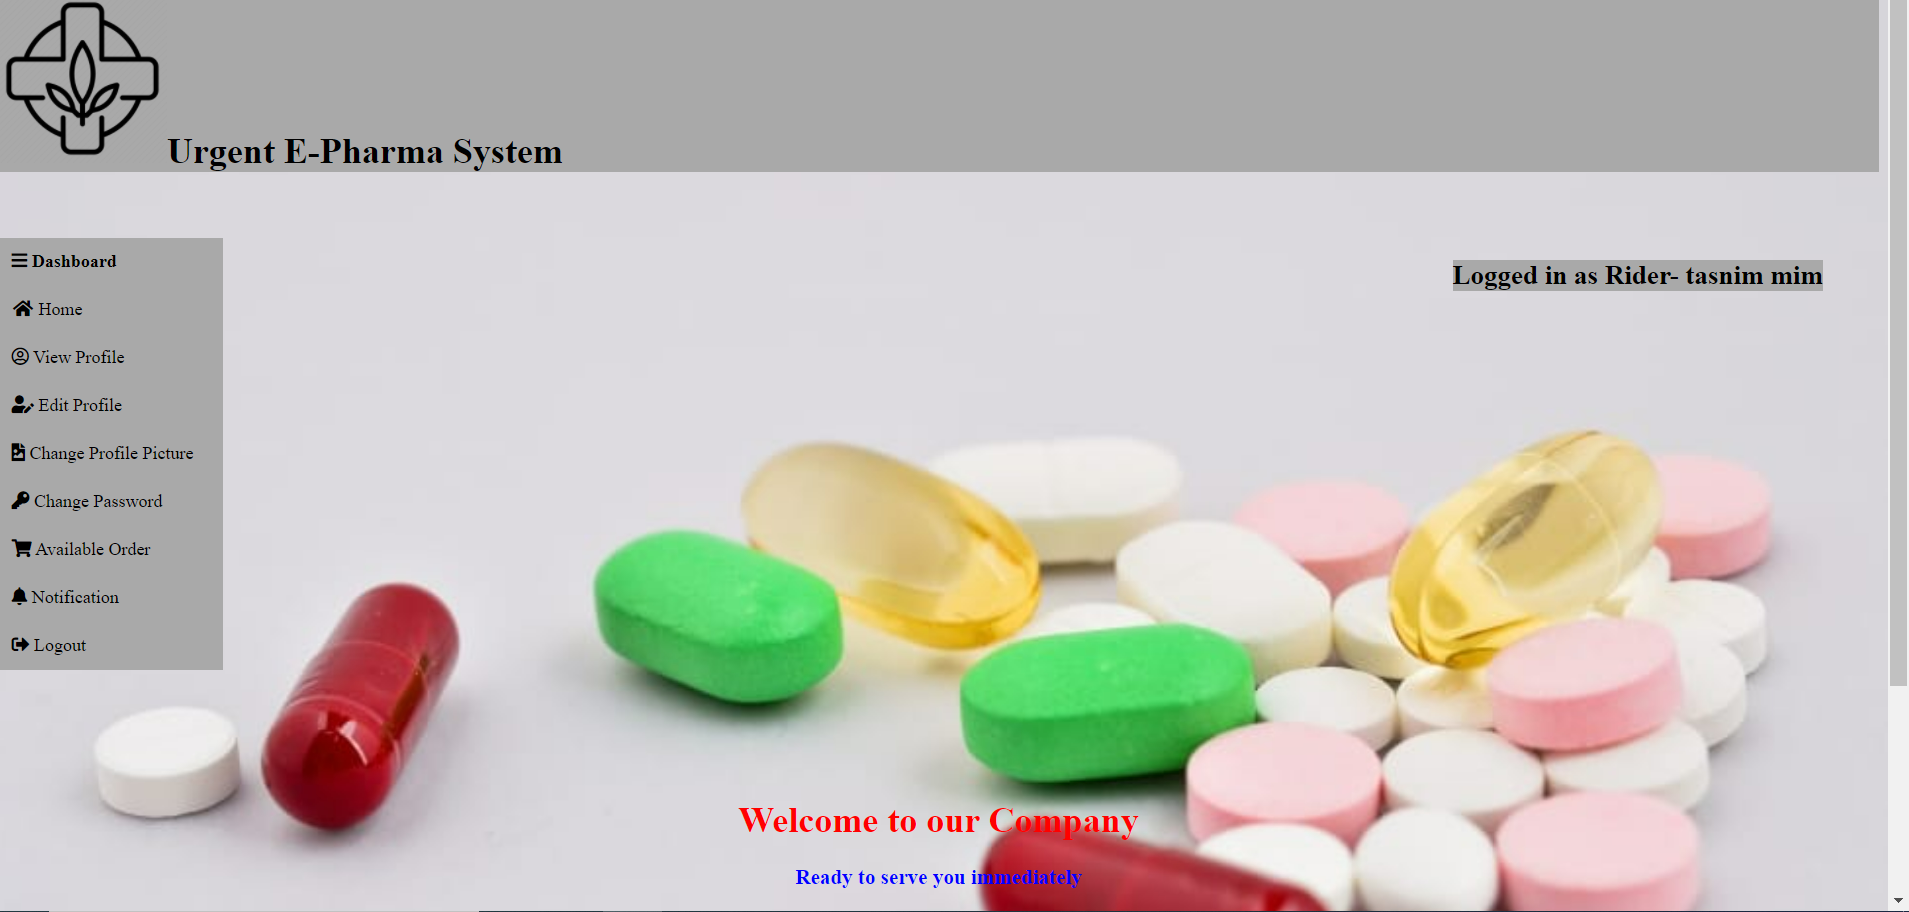 Urgent E-Pharma System
Dashboard
Home
View Profile
Edit Profile
Change Profile Picture
Change Password
Available Order
Notification
Logout
Logged in as Rider- tasnim mim
Welcome to our Company
Ready to serve you immediately